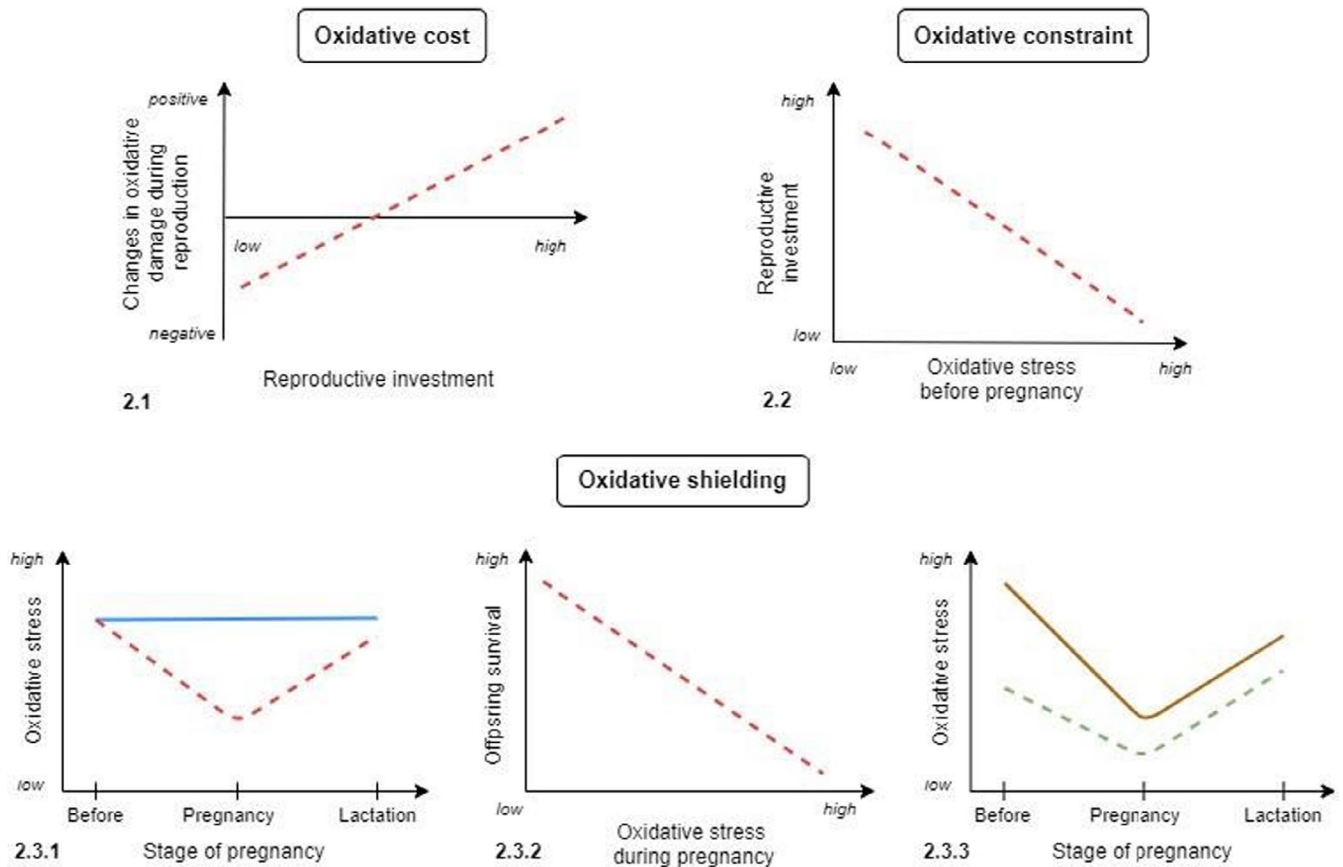 Oxidative cost
positive
Changes in oxidative
damage during
reproduction
negative
low
high
Reproductive investment
2.1
Oxidative constraint
high
Reproductive
investment
low
low
Oxidative stress
before pregnancy
high
2.2
Oxidative shielding
high
Oxidative stress
low
Before
Pregnancy
Lactation
2.3.1
Stage of pregnancy
high
Offpsring survival
low
high
2.3.2
Oxidative stress
during pregnancy
high
Oxidative stress
low
Before
Pregnancy
Lactation
2.3.3
Stage of pregnancy